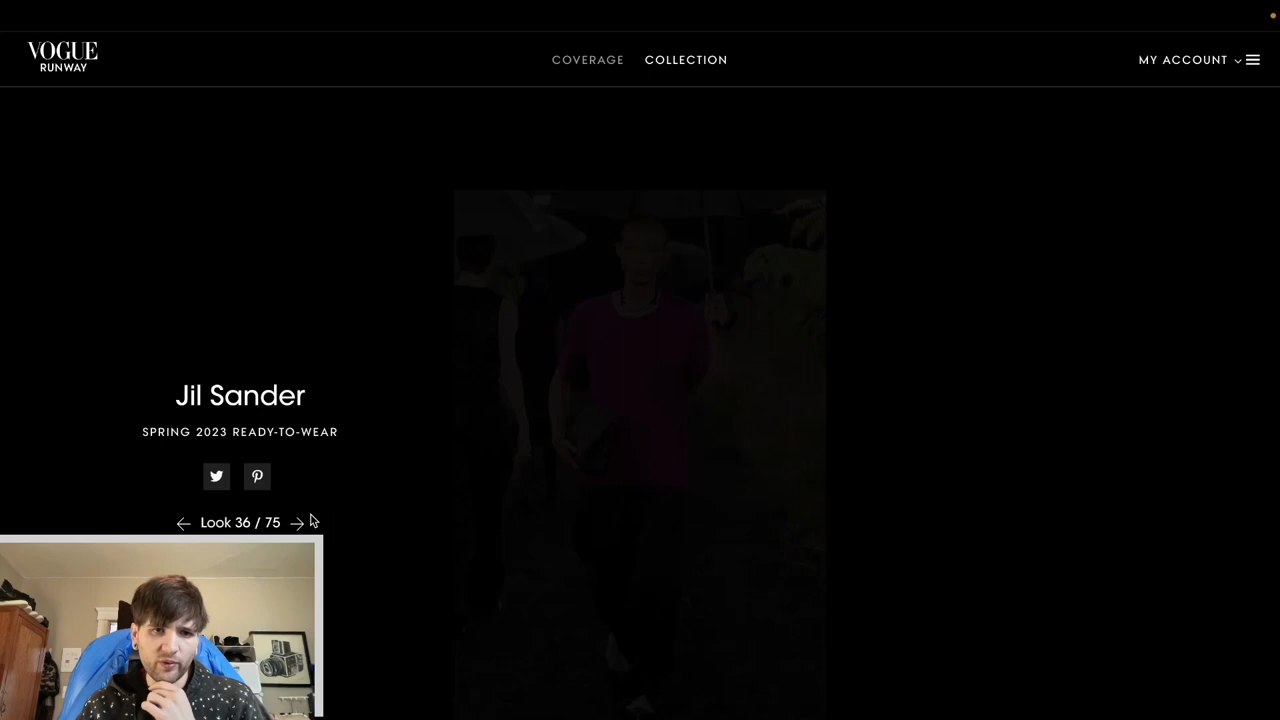 VOGUE
RUNWAY
COVERAGE COLLECTION
MY ACCOUNT
Jil Sander
SPRING 2023 READY-TO-WEAR
Look 36 / 75